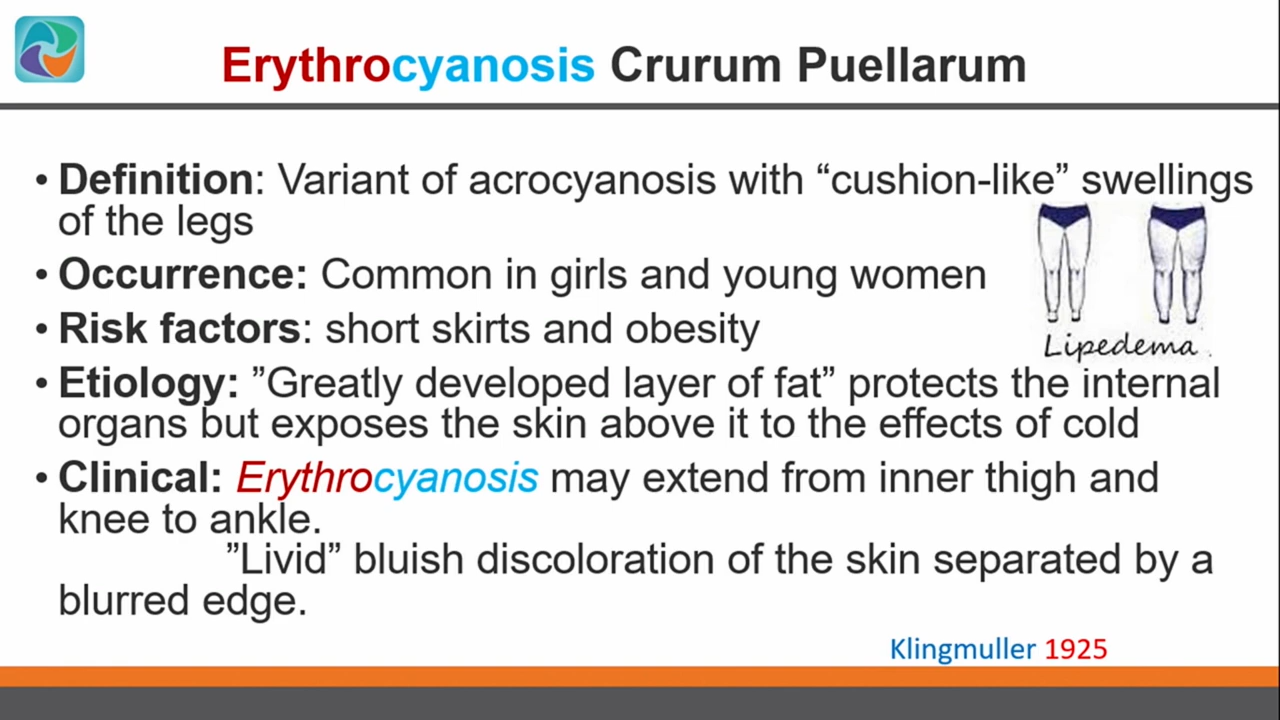 Erythrocyanosis Crurum Puellarum
• Definition: Variant of acrocyanosis with “cushion-like” swellings
of the legs
• Occurrence: Common in girls and young women
• Risk factors: short skirts and obesity
Lipedema
• Etiology: ”Greatly developed layer of fat” protects the internal
organs but exposes the skin above it to the effects of cold
• Clinical: Erythrocyanosis may extend from inner thigh and
knee to ankle.
”Livid” bluish discoloration of the skin separated by a
blurred edge.
Klingmuller 1925